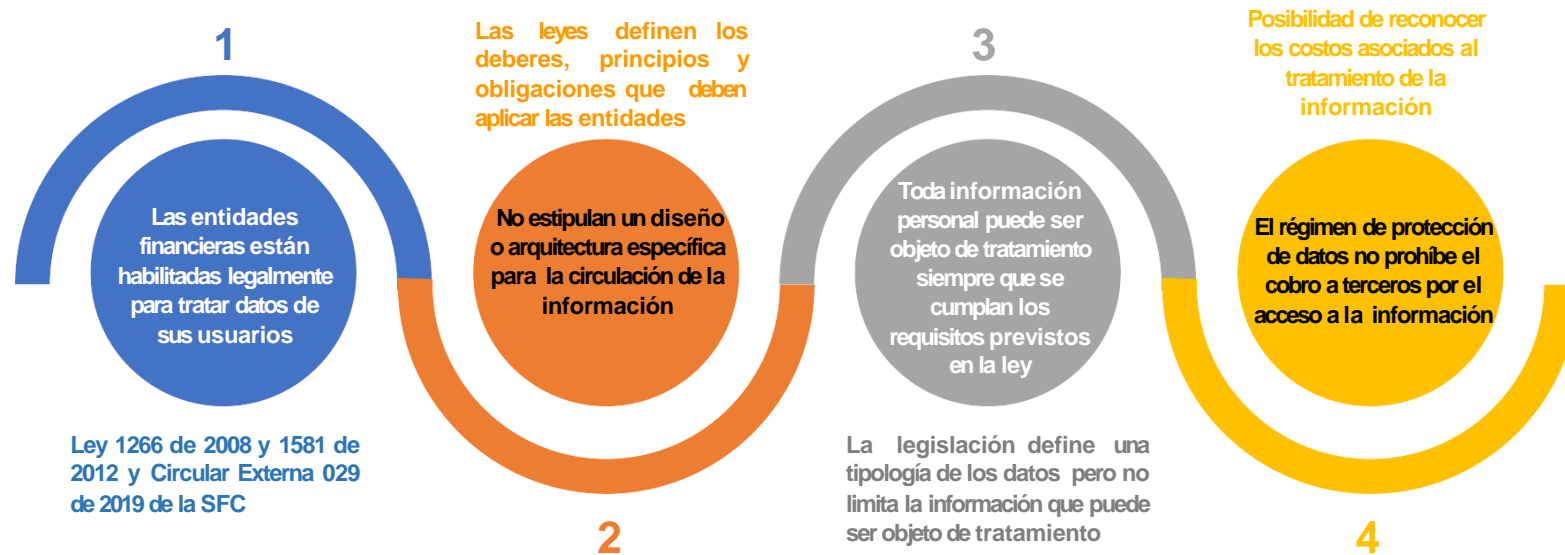 1
Las entidades
financieras están
habilitadas legalmente
para tratar datos de
sus usuarios
Ley 1266 de 2008 y 1581 de
2012 y Circular Externa 029
de 2019 de la SFC
Las leyes definen los
deberes, principios y
obligaciones que deben
aplicar las entidades
No estipulan un diseño
o arquitectura específica
para la circulación de la
información
2
3
Toda información
personal puede ser
objeto de tratamiento
siempre que se
cumplan los
requisitos previstos
en la ley
La legislación define una
tipología de los datos pero no
limita la información que puede
ser objeto de tratamiento
Posibilidad de reconocer
los costos asociados al
tratamiento de la
información
El régimen de protección
de datos no prohíbe el
cobro a terceros por el
acceso a la información
4